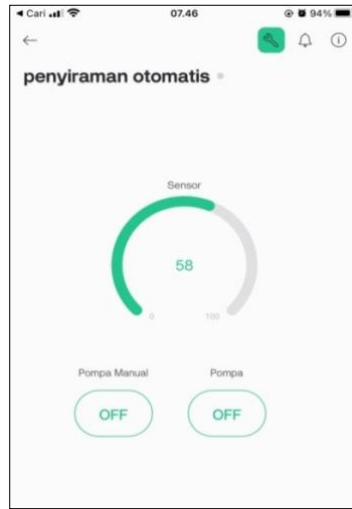 Cari 07.46 94%
penyiraman otomatis
Sensor
58
0 100
Pompa Manual Pompa
OFF OFF